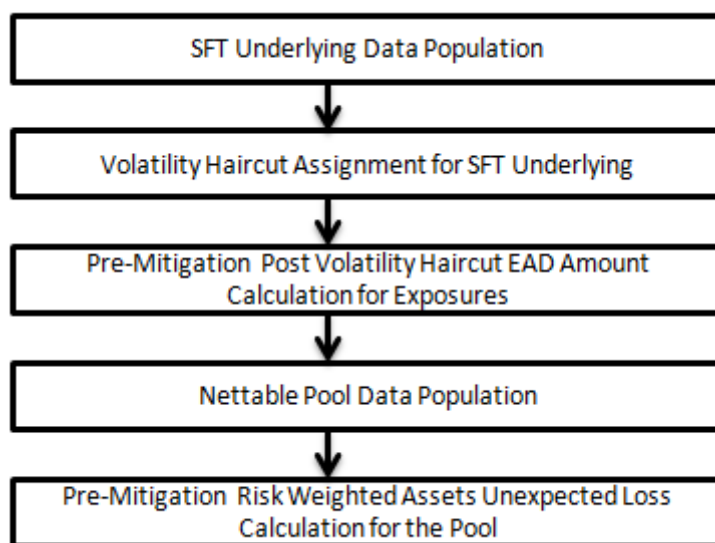 SFT Underlying Data Population
Volatility Haircut Assignment for SFT Underlying
Pre-Mitigation Post Volatility Haircut EAD Amount
Calculation for Exposures
Nettable Pool Data Population
Pre-Mitigation Risk Weighted Assets Unexpected Loss
Calculation for the Pool